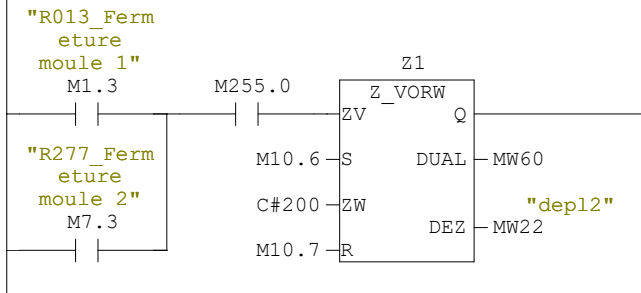 "R013_Ferm
eture
moule 1"
M1.3
M255.0
Z1
Z_VORW
ZV
Q
"R277_Ferm
eture
moule 2"
M7.3
M10.6
S
DUAL
MW60
C#200
ZW
"depl2"
DEZ
MW22
M10.7
R